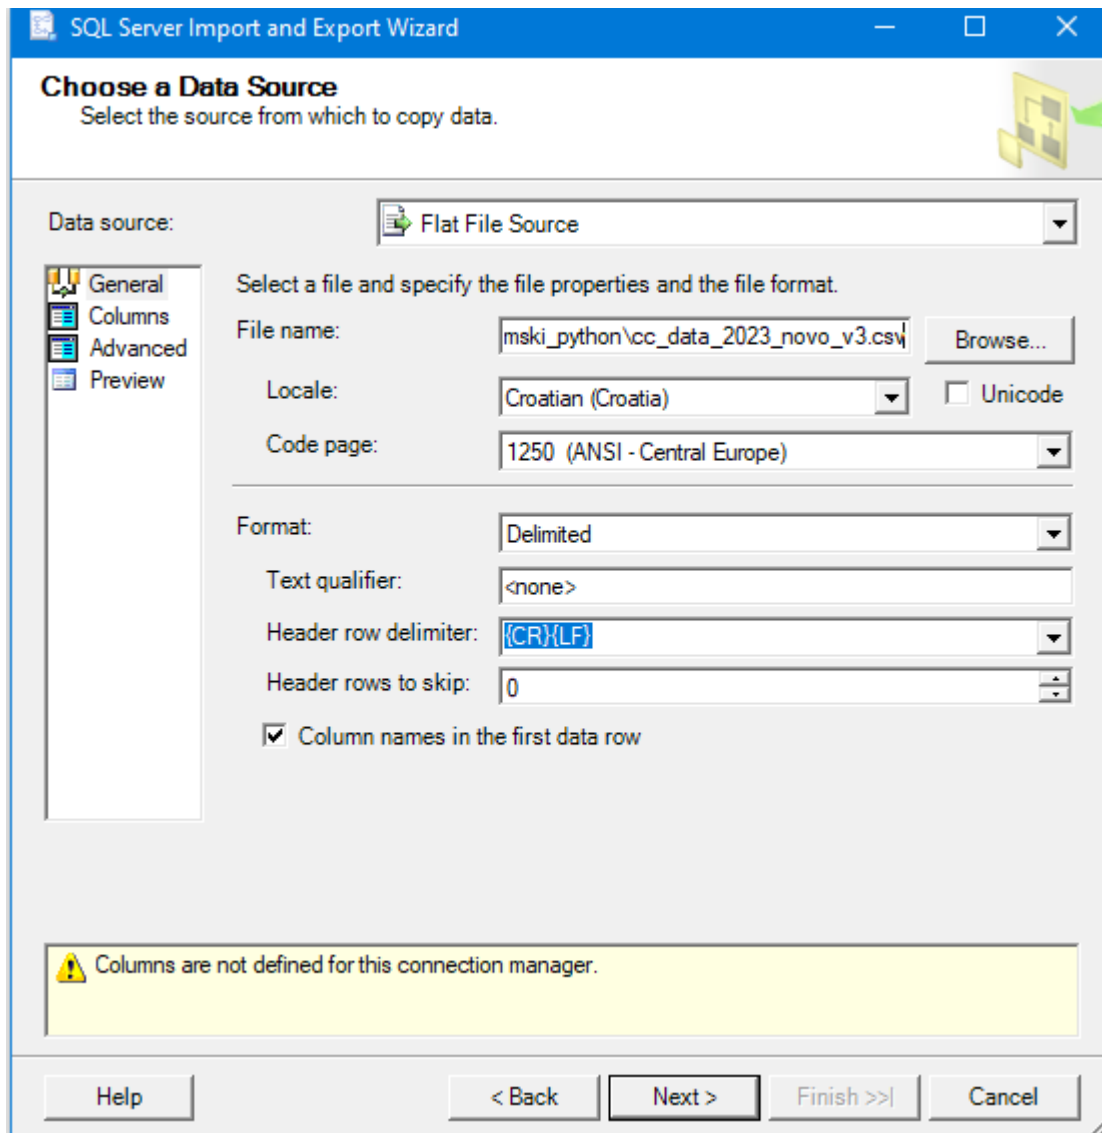 SQL Server Import and Export Wizard
Choose a Data Source
Select the source from which to copy data.
Data source:
Flat File Source
General
Columns
Advanced
Preview
Select a file and specify the file properties and the file format.
File name:
mski_python\cc_data_2023_novo_v3.csv
Browse...
Locale:
Croatian (Croatia)
Unicode
Code page:
1250 (ANSI - Central Europe)
Format:
Delimited
Text qualifier:
<none>
Header row delimiter:
{CR}{LF}
Header rows to skip:
0
Column names in the first data row
Columns are not defined for this connection manager.
Help
< Back
Next >
Finish >>|
Cancel